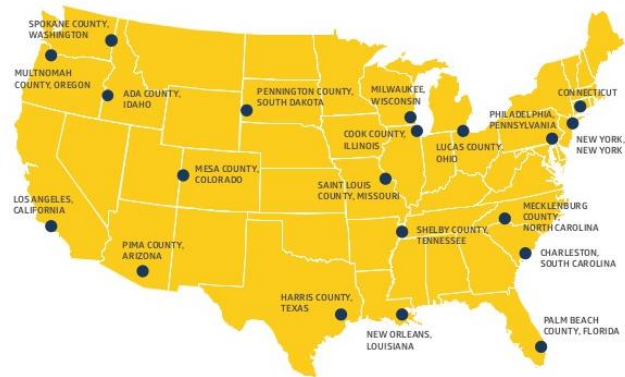 SPOKANE COUNTY,
WASHINGTON
MULTNOMAH
COUNTY, OREGON
ADA COUNTY,
IDAHO
PENNINGTON COUNTY,
SOUTH DAKOTA
MILWAUKEE,
WISCONSIN
CONNECTICUT
PHILADELPHIA,
PENNSYLVANIA
NEW YORK,
NEW YORK
COOK COUNTY,
ILLINOIS
LUCAS COUNTY,
OHIO
MESA COUNTY,
COLORADO
SAINT LOUIS
COUNTY, MISSOURI
LOS ANGELES,
CALIFORNIA
MECKLENBURG
COUNTY,
NORTH CAROLINA
SHELBY COUNTY,
TENNESSEE
PIMA COUNTY,
ARIZONA
CHARLESTON,
SOUTH CAROLINA
HARRIS COUNTY,
TEXAS
NEW ORLEANS,
LOUISIANA
PALM BEACH
COUNTY, FLORIDA